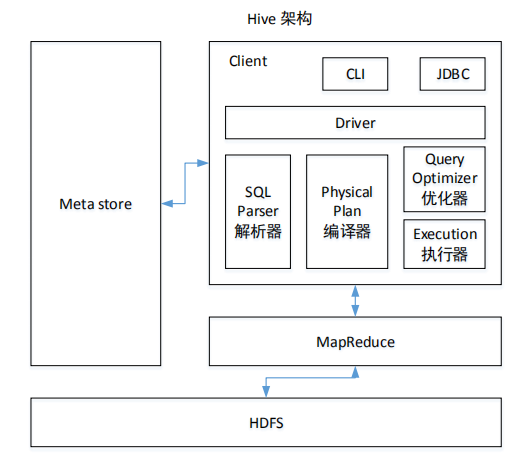 Hive 架构
Client
CLI
JDBC
Driver
Meta store
SQL
Parser
解析器
Physical
Plan
编译器
Query
Optimizer
优化器
Execution
执行器
MapReduce
HDFS